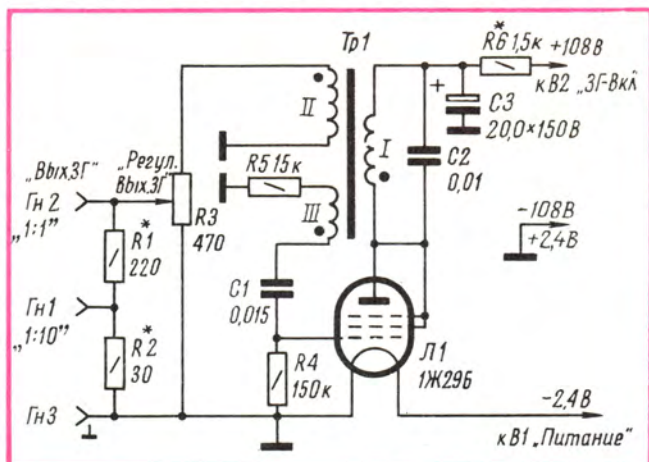 Тр1
R6* 1,5к
+108В
кВ2 „ЗГ-Вкл
II
I
+
C3
20,0×150В
C2
0,01
„Вых,ЗГ"
„Регул.
Вых,ЗГ"
R5 15к
III
Гн2
„1:1"
R1*
220
R3
470
-108В
+2,4В
C1
0,015
Гн1
„1:10"
R2*
30
R4
150к
Л1
1Ж29Б
Гн3
-2,4В
кВ1 „Питание"